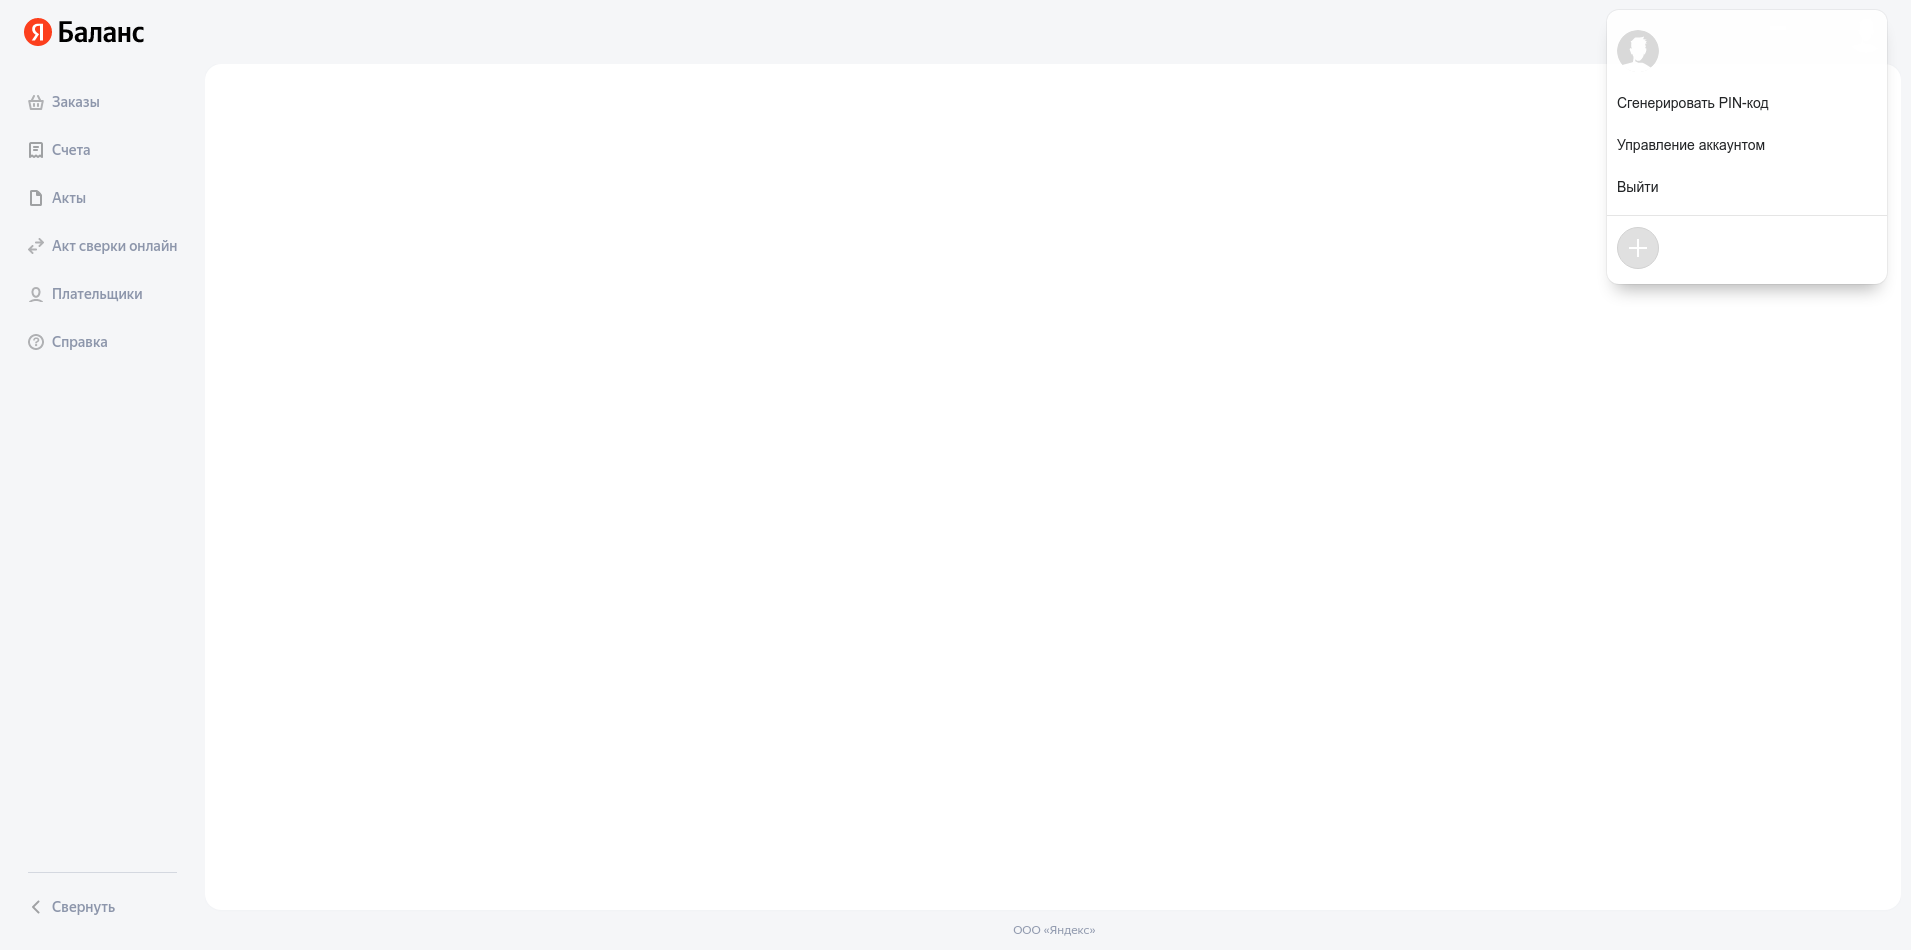 Я Баланс
Заказы
Счета
Акты
Акт сверки онлайн
Плательщики
Справка
Свернуть
Сгенерировать PIN-код
Управление аккаунтом
Выйти
ООО «Яндекс»